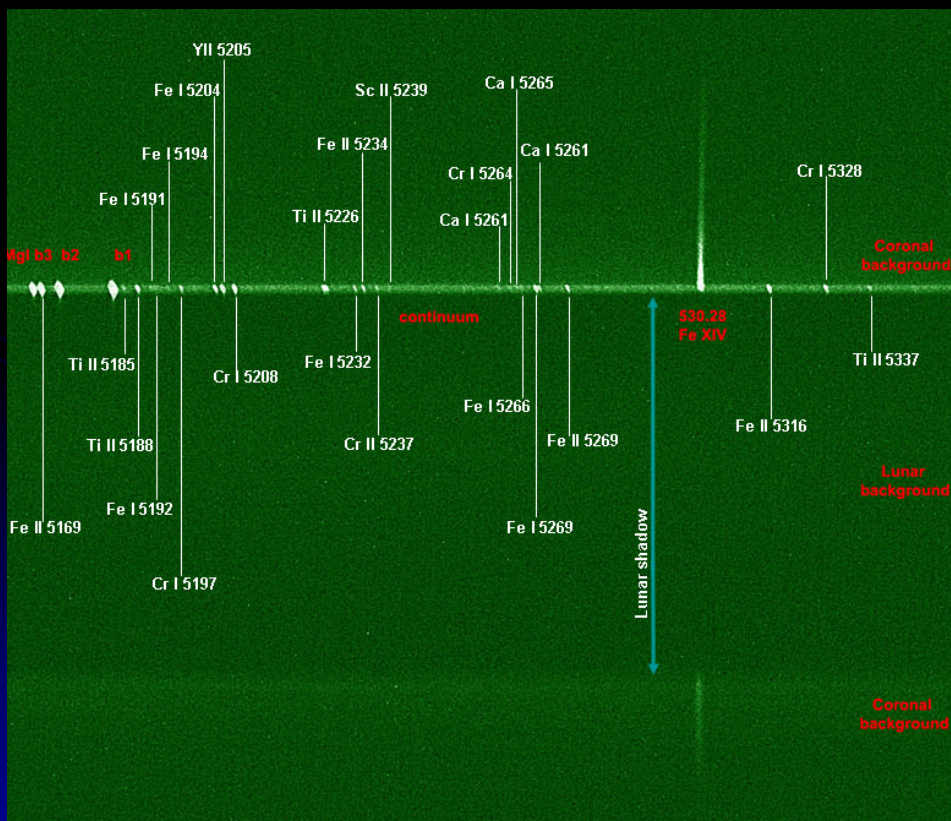 YII 5205
Fe I 5204
Sc II 5239
Ca I 5265
Fe I 5194
Fe II 5234
Cr I 5264
Ca I 5261
Cr I 5328
Fe I 5191
Ti II 5226
Ca I 5261
MgI b3 b2 b1
Coronal
background
continuum
530.28
Fe XIV
Ti II 5185
Cr I 5208
Fe I 5232
Ti II 5337
Fe I 5266
Ti II 5188
Cr II 5237
Fe II 5269
Fe II 5316
Lunar
background
Fe I 5192
Fe II 5169
Fe I 5269
Cr I 5197
Lunar shadow
Coronal
background